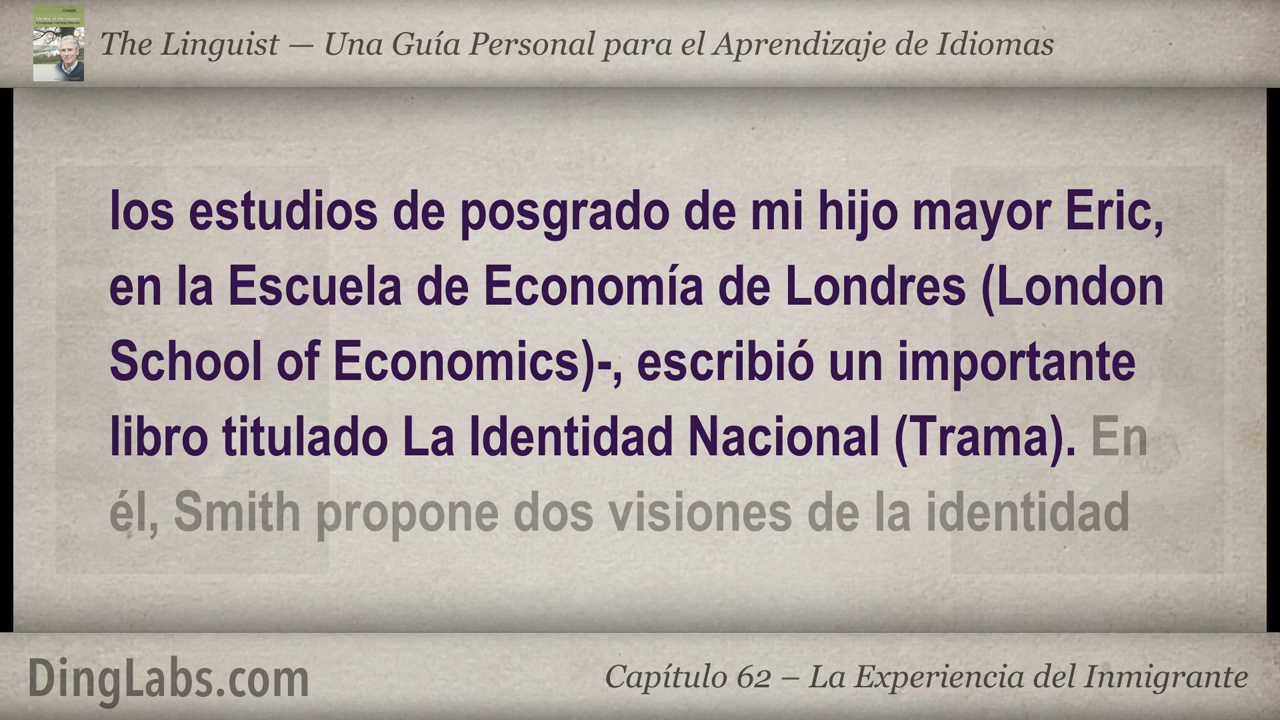 The Linguist — Una Guía Personal para el Aprendizaje de Idiomas
los estudios de posgrado de mi hijo mayor Eric,
en la Escuela de Economía de Londres (London
School of Economics)-, escribió un importante
libro titulado La Identidad Nacional (Trama). En
él, Smith propone dos visiones de la identidad
DingLabs.com
Capítulo 62 – La Experiencia del Inmigrante